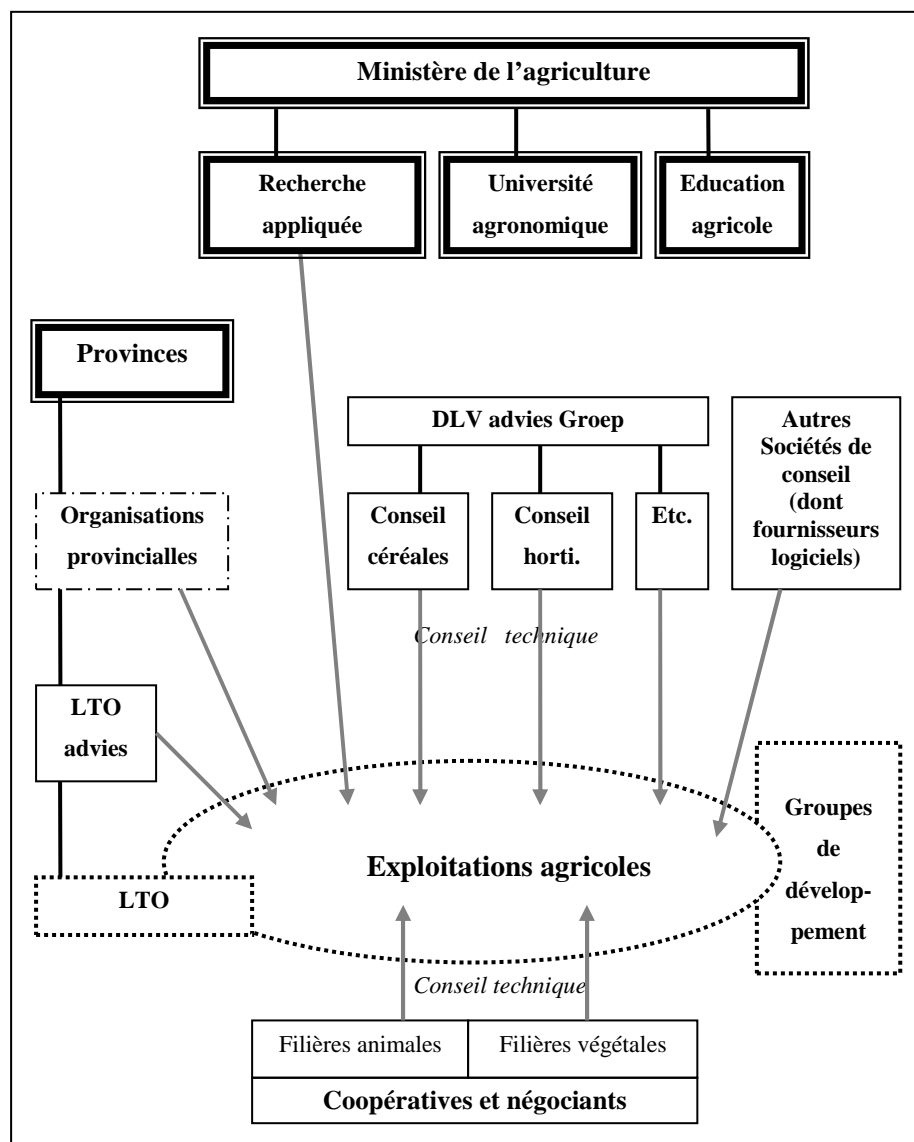 Ministère de l’agriculture
Recherche
appliquée
Université
agronomique
Education
agricole
Provinces
DLV advies Groep
Autres
Sociétés de
conseil
(dont
fournisseurs
logiciels)
Organisations
provincialles
Conseil
céréales
Conseil
horti.
Etc.
Conseil technique
LTO
advies
Groupes
de
dévelop-
pement
Exploitations agricoles
LTO
Conseil technique
Filières animales
Filières végétales
Coopératives et négociants